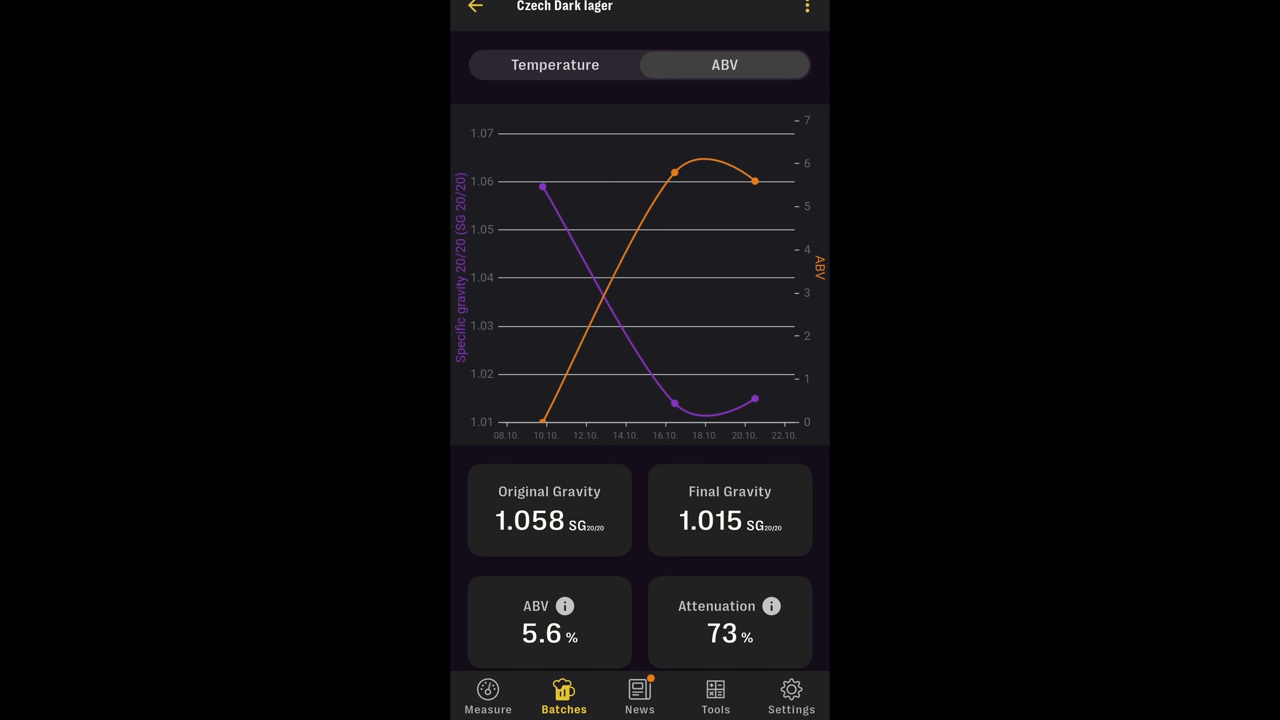 Czech Dark lager
Temperature
ABV
7
1.07
6
1.06
5
1.05
4
1.04
3
1.03
2
1.02
1
1.01
0
Specific gravity 20/20 (SG 20/20)
ABV
08.10. 10.10. 12.10. 14.10. 16.10. 18.10. 20.10. 22.10.
Original Gravity
1.058 SG20/20
Final Gravity
1.015 SG20/20
ABV i
5.6 %
Attenuation i
73 %
Measure
Batches
News
Tools
Settings